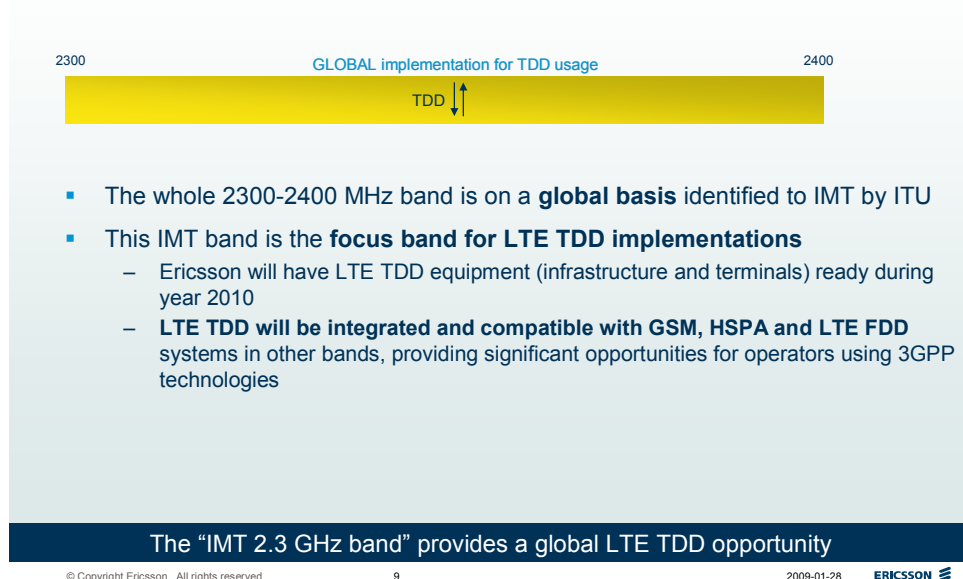 2300
GLOBAL implementation for TDD usage
2400
TDD
▪ The whole 2300-2400 MHz band is on a global basis identified to IMT by ITU
▪ This IMT band is the focus band for LTE TDD implementations
– Ericsson will have LTE TDD equipment (infrastructure and terminals) ready during
year 2010
– LTE TDD will be integrated and compatible with GSM, HSPA and LTE FDD
systems in other bands, providing significant opportunities for operators using 3GPP
technologies
The “IMT 2.3 GHz band” provides a global LTE TDD opportunity
© Copyright Ericsson All rights reserved
9
2009-01-28
ERICSSON